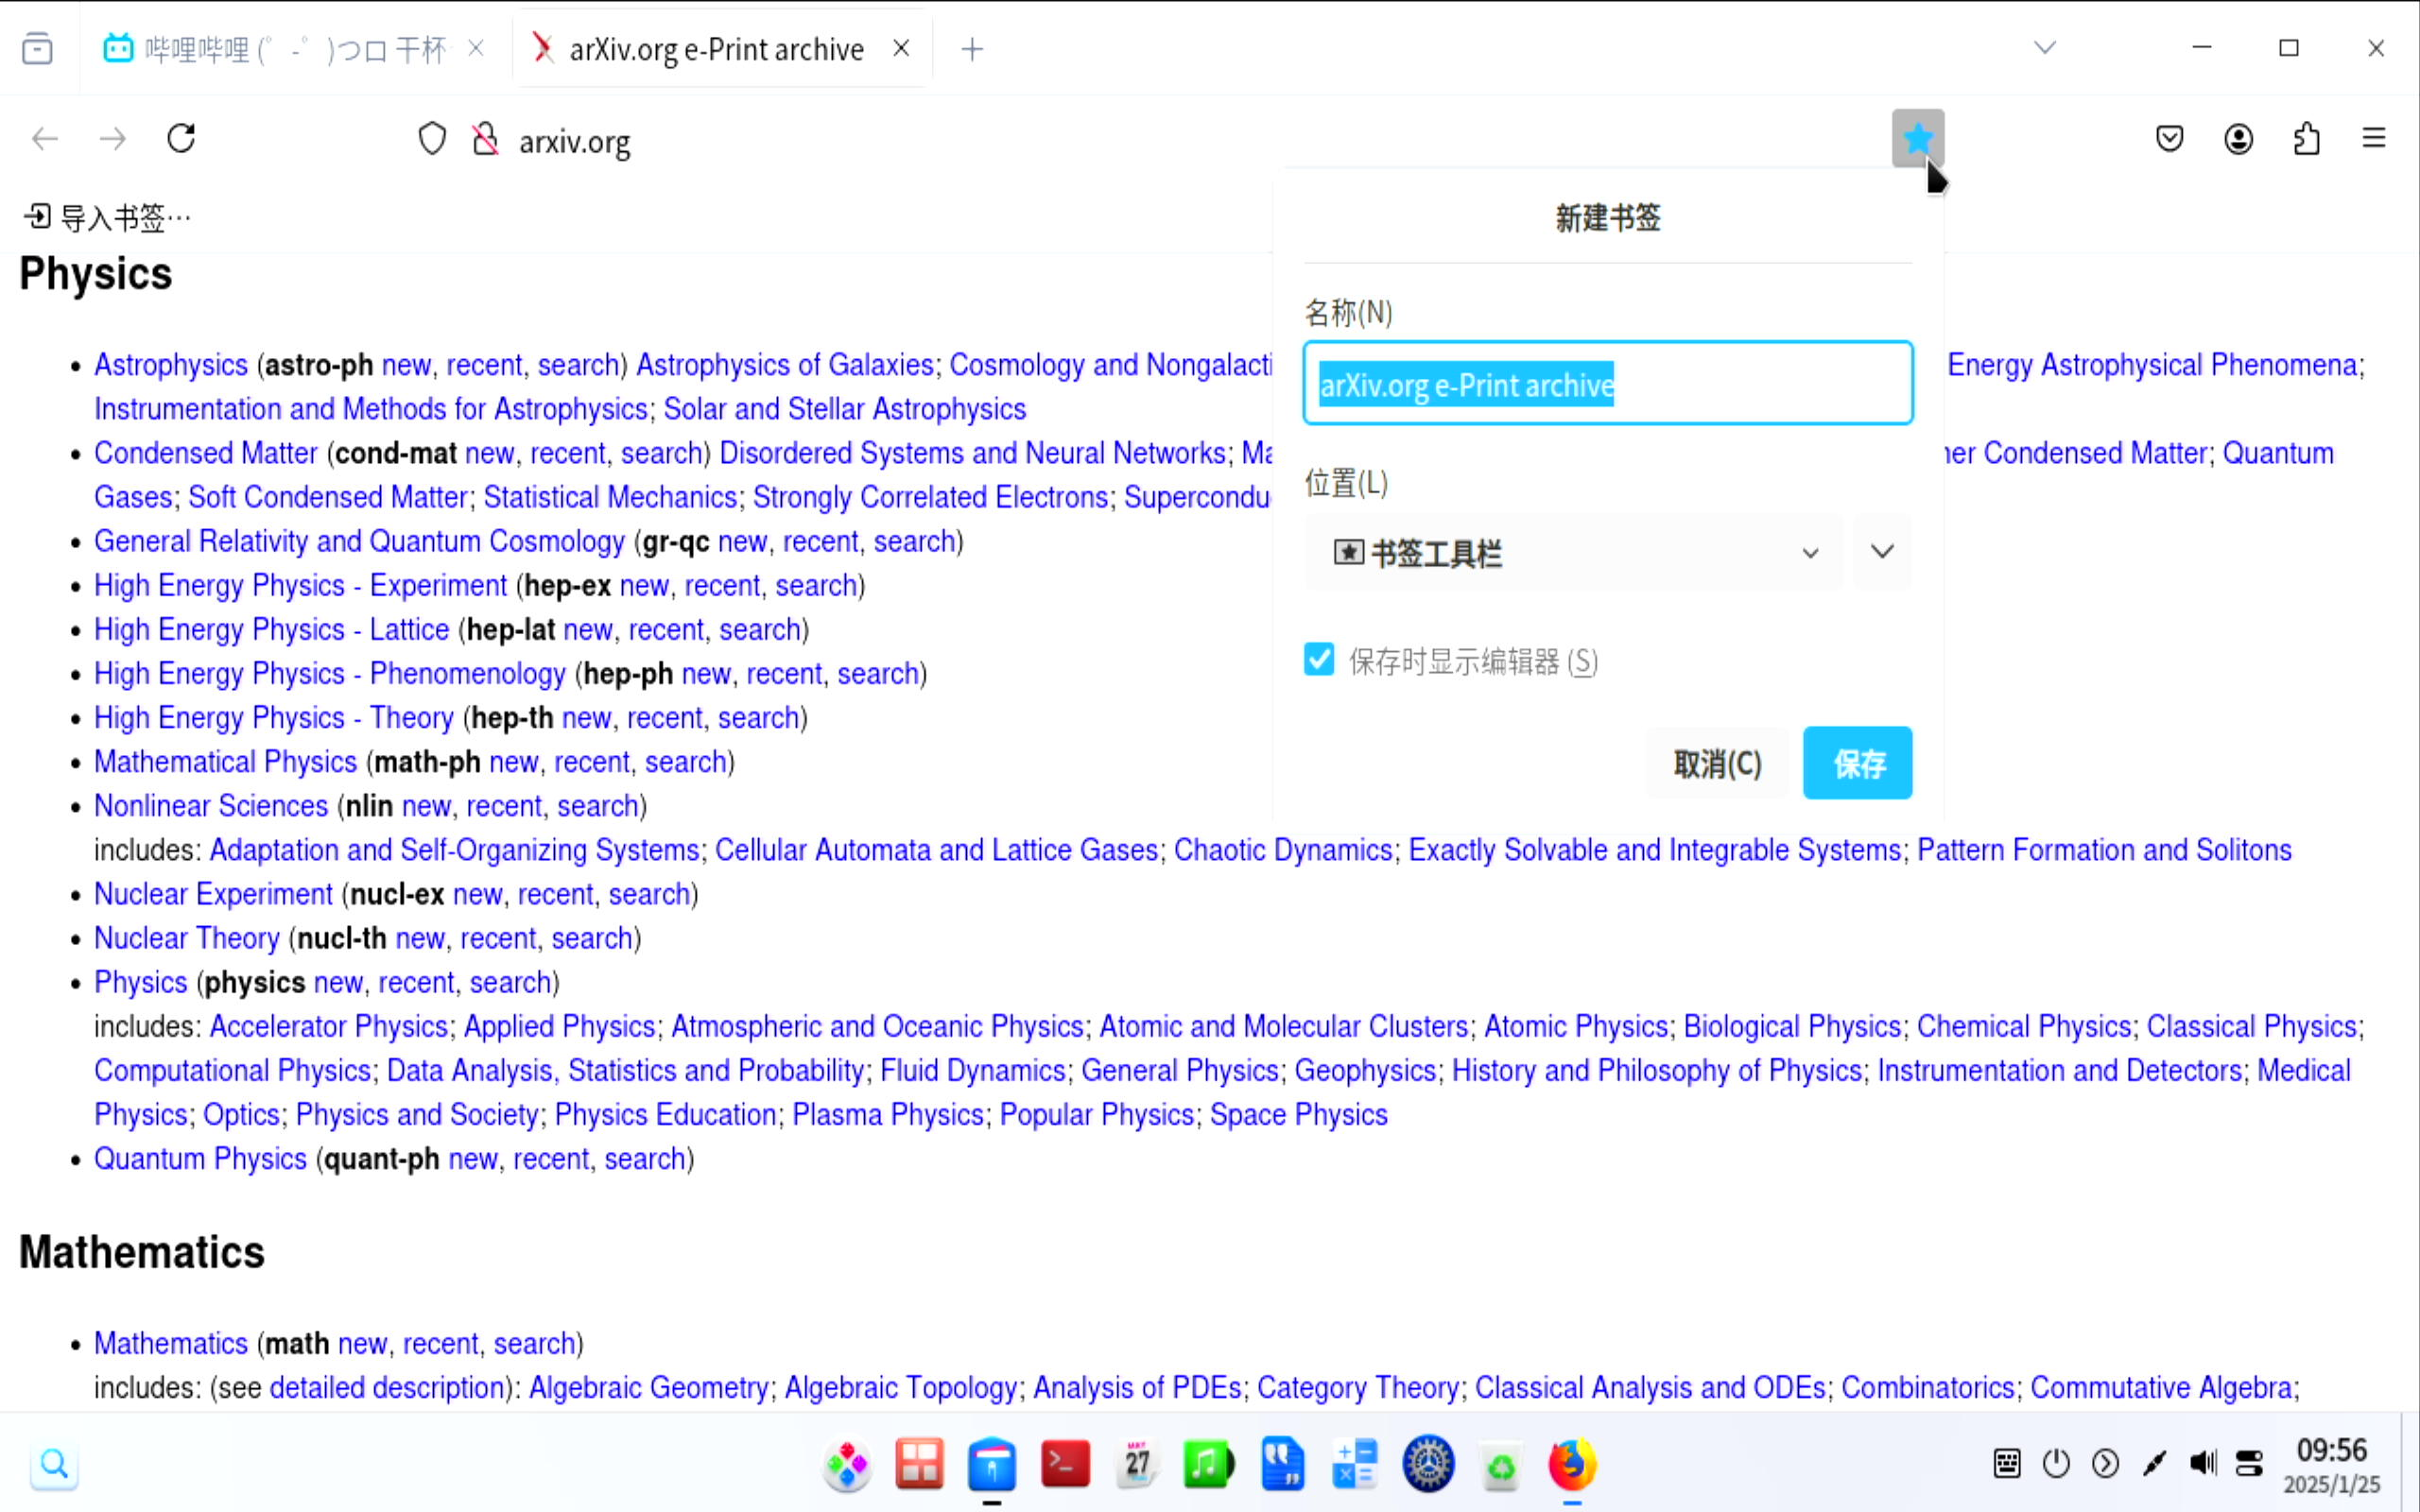 哔哩哔哩 (゜-゜)つロ 干杯
arXiv.org e-Print archive
arxiv.org
导入书签…
新建书签
名称(N)
arXiv.org e-Print archive
位置(L)
书签工具栏
保存时显示编辑器 (S)
取消(C) 保存
Physics
Astrophysics (astro-ph new, recent, search) Astrophysics of Galaxies; Cosmology and Energy Astrophysical Phenomena;
Instrumentation and Methods for Astrophysics; Solar and Stellar Astrophysics
Condensed Matter (cond-mat new, recent, search) Disordered Systems and Neural Networks; Condensed Matter; Quantum
Gases; Soft Condensed Matter; Statistical Mechanics; Strongly Correlated Electrons;
General Relativity and Quantum Cosmology (gr-qc new, recent, search)
High Energy Physics - Experiment (hep-ex new, recent, search)
High Energy Physics - Lattice (hep-lat new, recent, search)
High Energy Physics - Phenomenology (hep-ph new, recent, search)
High Energy Physics - Theory (hep-th new, recent, search)
Mathematical Physics (math-ph new, recent, search)
Nonlinear Sciences (nlin new, recent, search)
includes: Adaptation and Self-Organizing Systems; Cellular Automata and Lattice Gases; Chaotic Dynamics; Exactly Solvable and Integrable Systems; Pattern Formation and Solitons
Nuclear Experiment (nucl-ex new, recent, search)
Nuclear Theory (nucl-th new, recent, search)
Physics (physics new, recent, search)
includes: Accelerator Physics; Applied Physics; Atmospheric and Oceanic Physics; Atomic and Molecular Clusters; Atomic Physics; Biological Physics; Chemical Physics; Classical Physics;
Computational Physics; Data Analysis, Statistics and Probability; Fluid Dynamics; General Physics; Geophysics; History and Philosophy of Physics; Instrumentation and Detectors; Medical
Physics; Optics; Physics and Society; Physics Education; Plasma Physics; Popular Physics; Space Physics
Quantum Physics (quant-ph new, recent, search)
Mathematics
Mathematics (math new, recent, search)
includes: (see detailed description): Algebraic Geometry; Algebraic Topology; Analysis of PDEs; Category Theory; Classical Analysis and ODEs; Combinatorics; Commutative Algebra;
MAY
27
09:56
2025/1/25